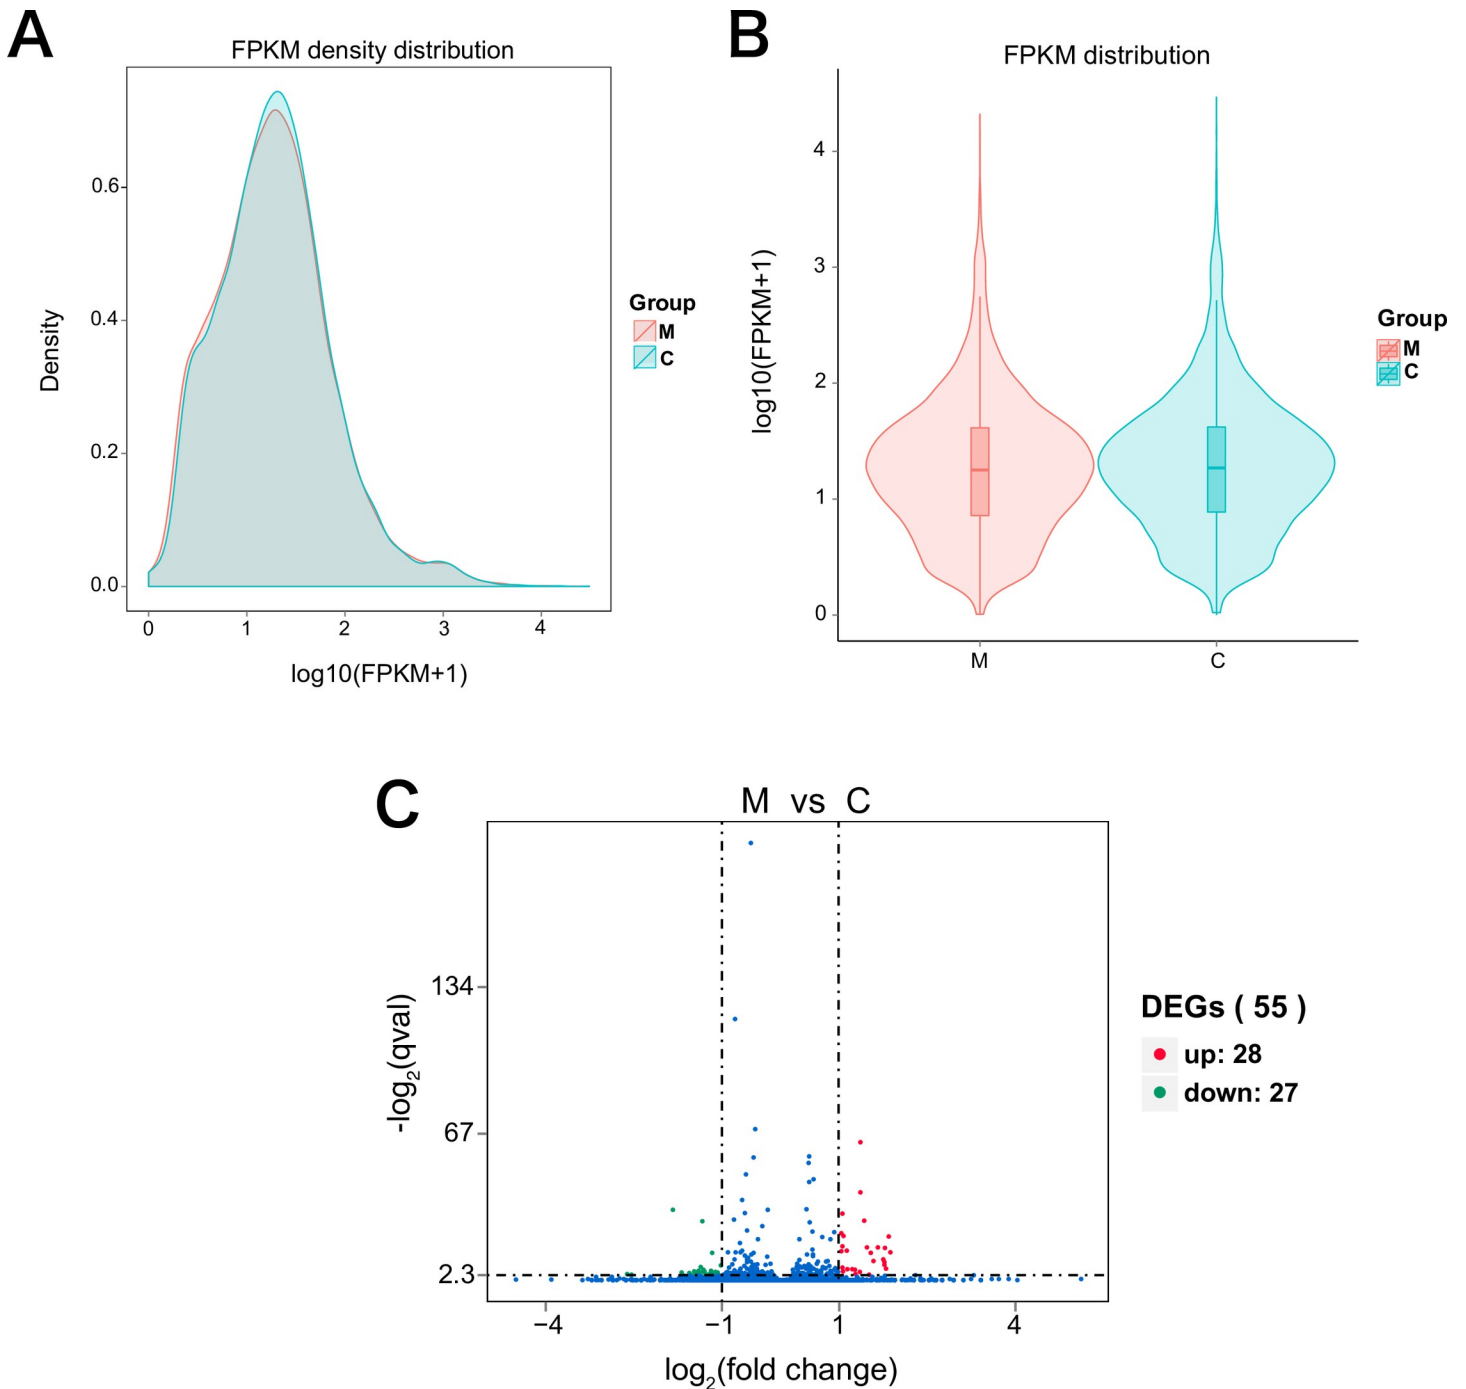 A
FPKM density distribution
0.6
0.4
0.2
0.0
Density
0 1 2 3 4
log10(FPKM+1)
Group
M
C
B
FPKM distribution
4
3
2
1
0
log10(FPKM+1)
M C
Group
M
C
C
M vs C
134
67
2.3
-log2(qval)
−4 −1 1 4
log2(fold change)
DEGs ( 55 )
up: 28
down: 27